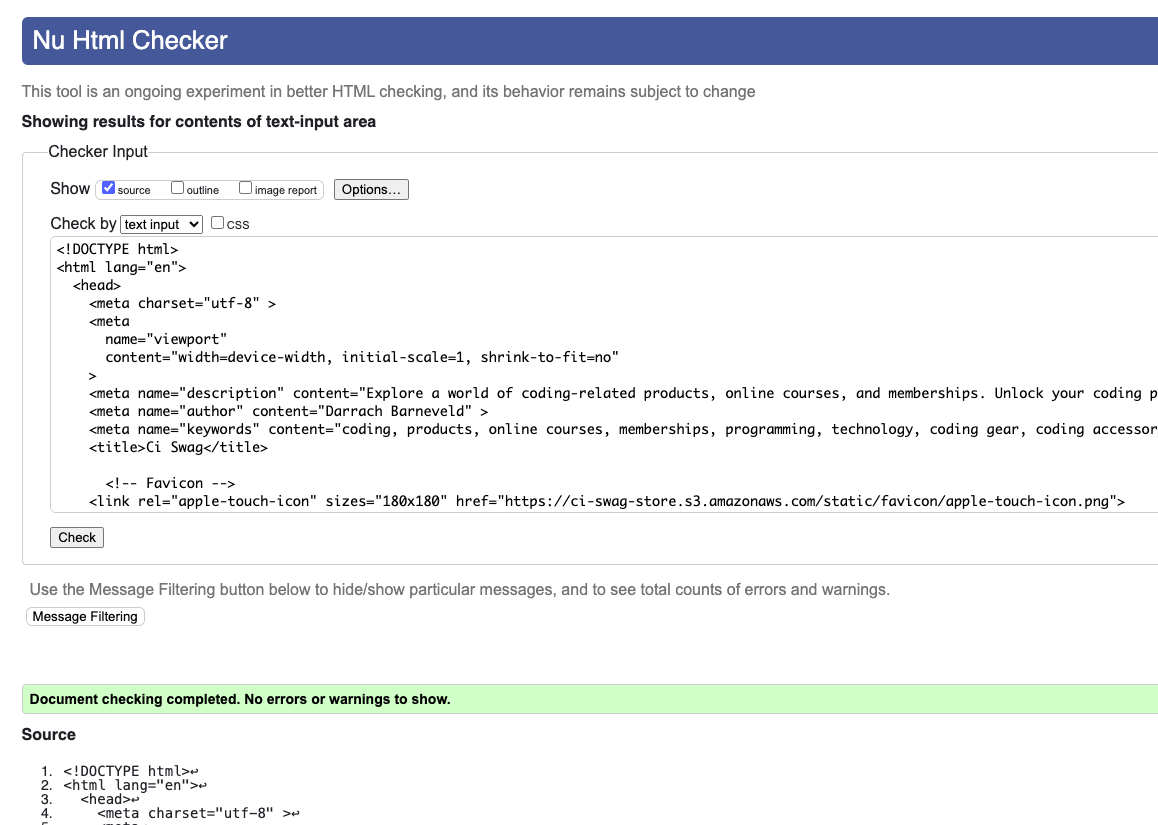 Nu Html Checker
This tool is an ongoing experiment in better HTML checking, and its behavior remains subject to change
Showing results for contents of text-input area
Checker Input
Show source outline image report Options...
Check by text input CSS
<!DOCTYPE html>
<html lang="en">
<head>
<meta charset="utf-8" >
<meta
name="viewport"
content="width=device-width, initial-scale=1, shrink-to-fit=no"
>
<meta name="description" content="Explore a world of coding-related products, online courses, and memberships. Unlock your coding p
<meta name="author" content="Darrach Barneveld" >
<meta name="keywords" content="coding, products, online courses, memberships, programming, technology, coding gear, coding accessor
<title>Ci Swag</title>
<!-- Favicon -->
<link rel="apple-touch-icon" sizes="180x180" href="https://ci-swag-store.s3.amazonaws.com/static/favicon/apple-touch-icon.png">
Check
Use the Message Filtering button below to hide/show particular messages, and to see total counts of errors and warnings.
Message Filtering
Document checking completed. No errors or warnings to show.
Source
1. <!DOCTYPE html>↩
2. <html lang="en">↩
3. <head>↩
4. <meta charset="utf-8" >↩